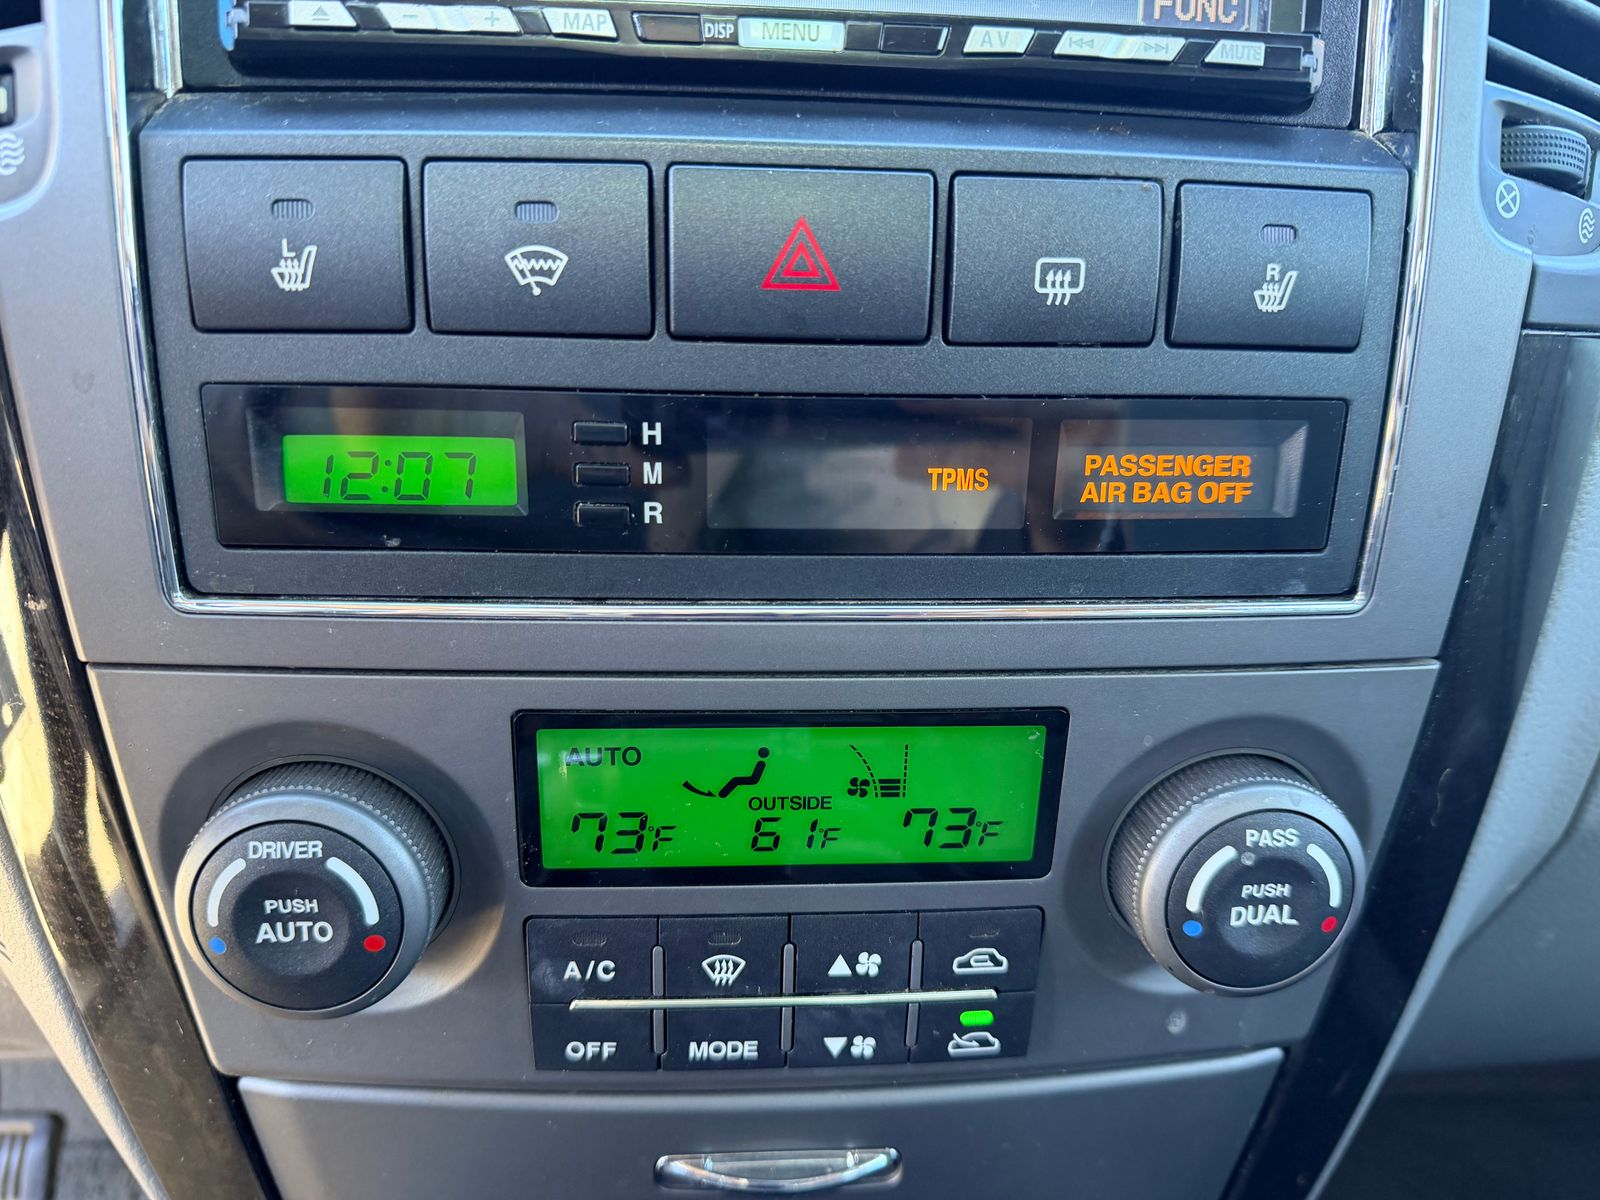 FUNC
− + MAP DISP MENU AV MUTE
L
R
12:07
H
M
R
TPMS
PASSENGER
AIR BAG OFF
AUTO
OUTSIDE
73°F 61°F 73°F
DRIVER
PUSH
AUTO
PASS
PUSH
DUAL
A/C
OFF MODE